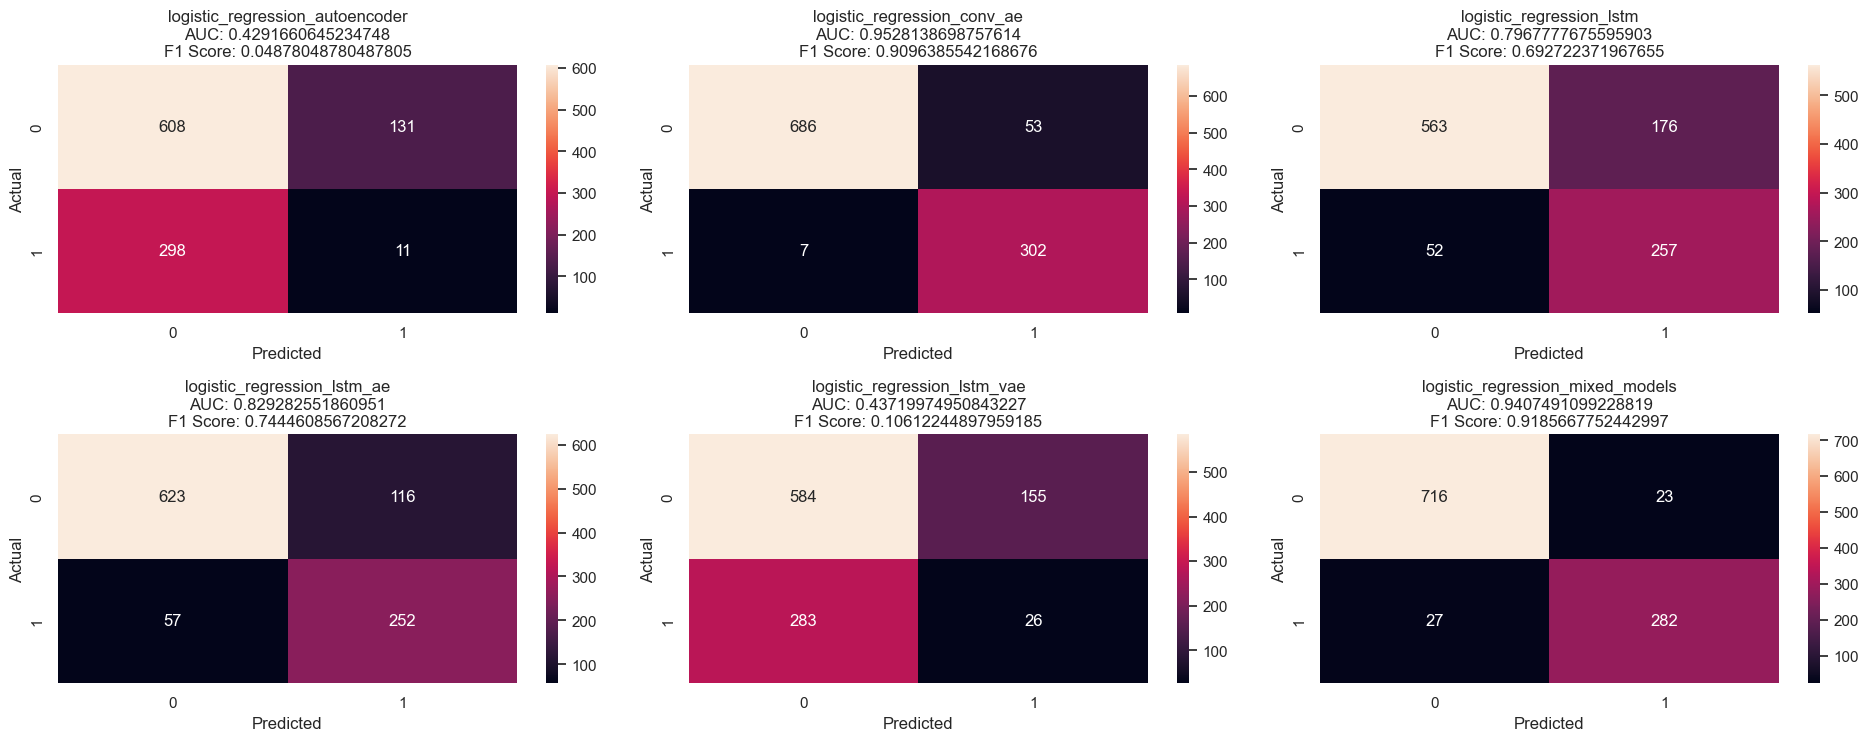 logistic_regression_autoencoder
AUC: 0.4291660645234748
F1 Score: 0.04878048780487805
608
131
298
11
0
1
0
1
Actual
Predicted
600
500
400
300
200
100
logistic_regression_conv_ae
AUC: 0.9528138698757614
F1 Score: 0.9096385542168676
686
53
7
302
0
1
0
1
Actual
Predicted
600
500
400
300
200
100
logistic_regression_lstm
AUC: 0.7967777675595903
F1 Score: 0.692722371967655
563
176
52
257
0
1
0
1
Actual
Predicted
500
400
300
200
100
logistic_regression_lstm_ae
AUC: 0.829282551860951
F1 Score: 0.7444608567208272
623
116
57
252
0
1
0
1
Actual
Predicted
600
500
400
300
200
100
logistic_regression_lstm_vae
AUC: 0.43719974950843227
F1 Score: 0.10612244897959185
584
155
283
26
0
1
0
1
Actual
Predicted
500
400
300
200
100
logistic_regression_mixed_models
AUC: 0.9407491099228819
F1 Score: 0.9185667752442997
716
23
27
282
0
1
0
1
Actual
Predicted
700
600
500
400
300
200
100